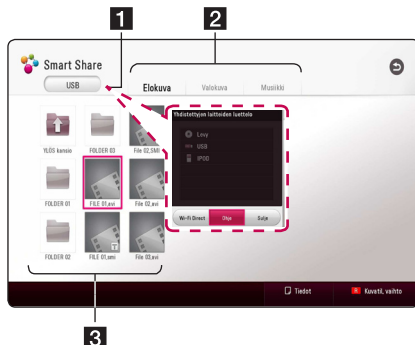 1
2
Smart Share
USB
Elokuva
Valokuva
Musiikki
Yhdistettyjen laitteiden luettelo
Levy
USB
IPOD
Wi-Fi Direct
Ohje
Sulje
YLÖS kansio
FOLDER 03
File 02.SMI
FOLDER 01
FILE 01.avi
File 02.avi
FOLDER 02
FILE 01.smi
File 03.avi
Tiedot
Kuvatil. vaihto
3